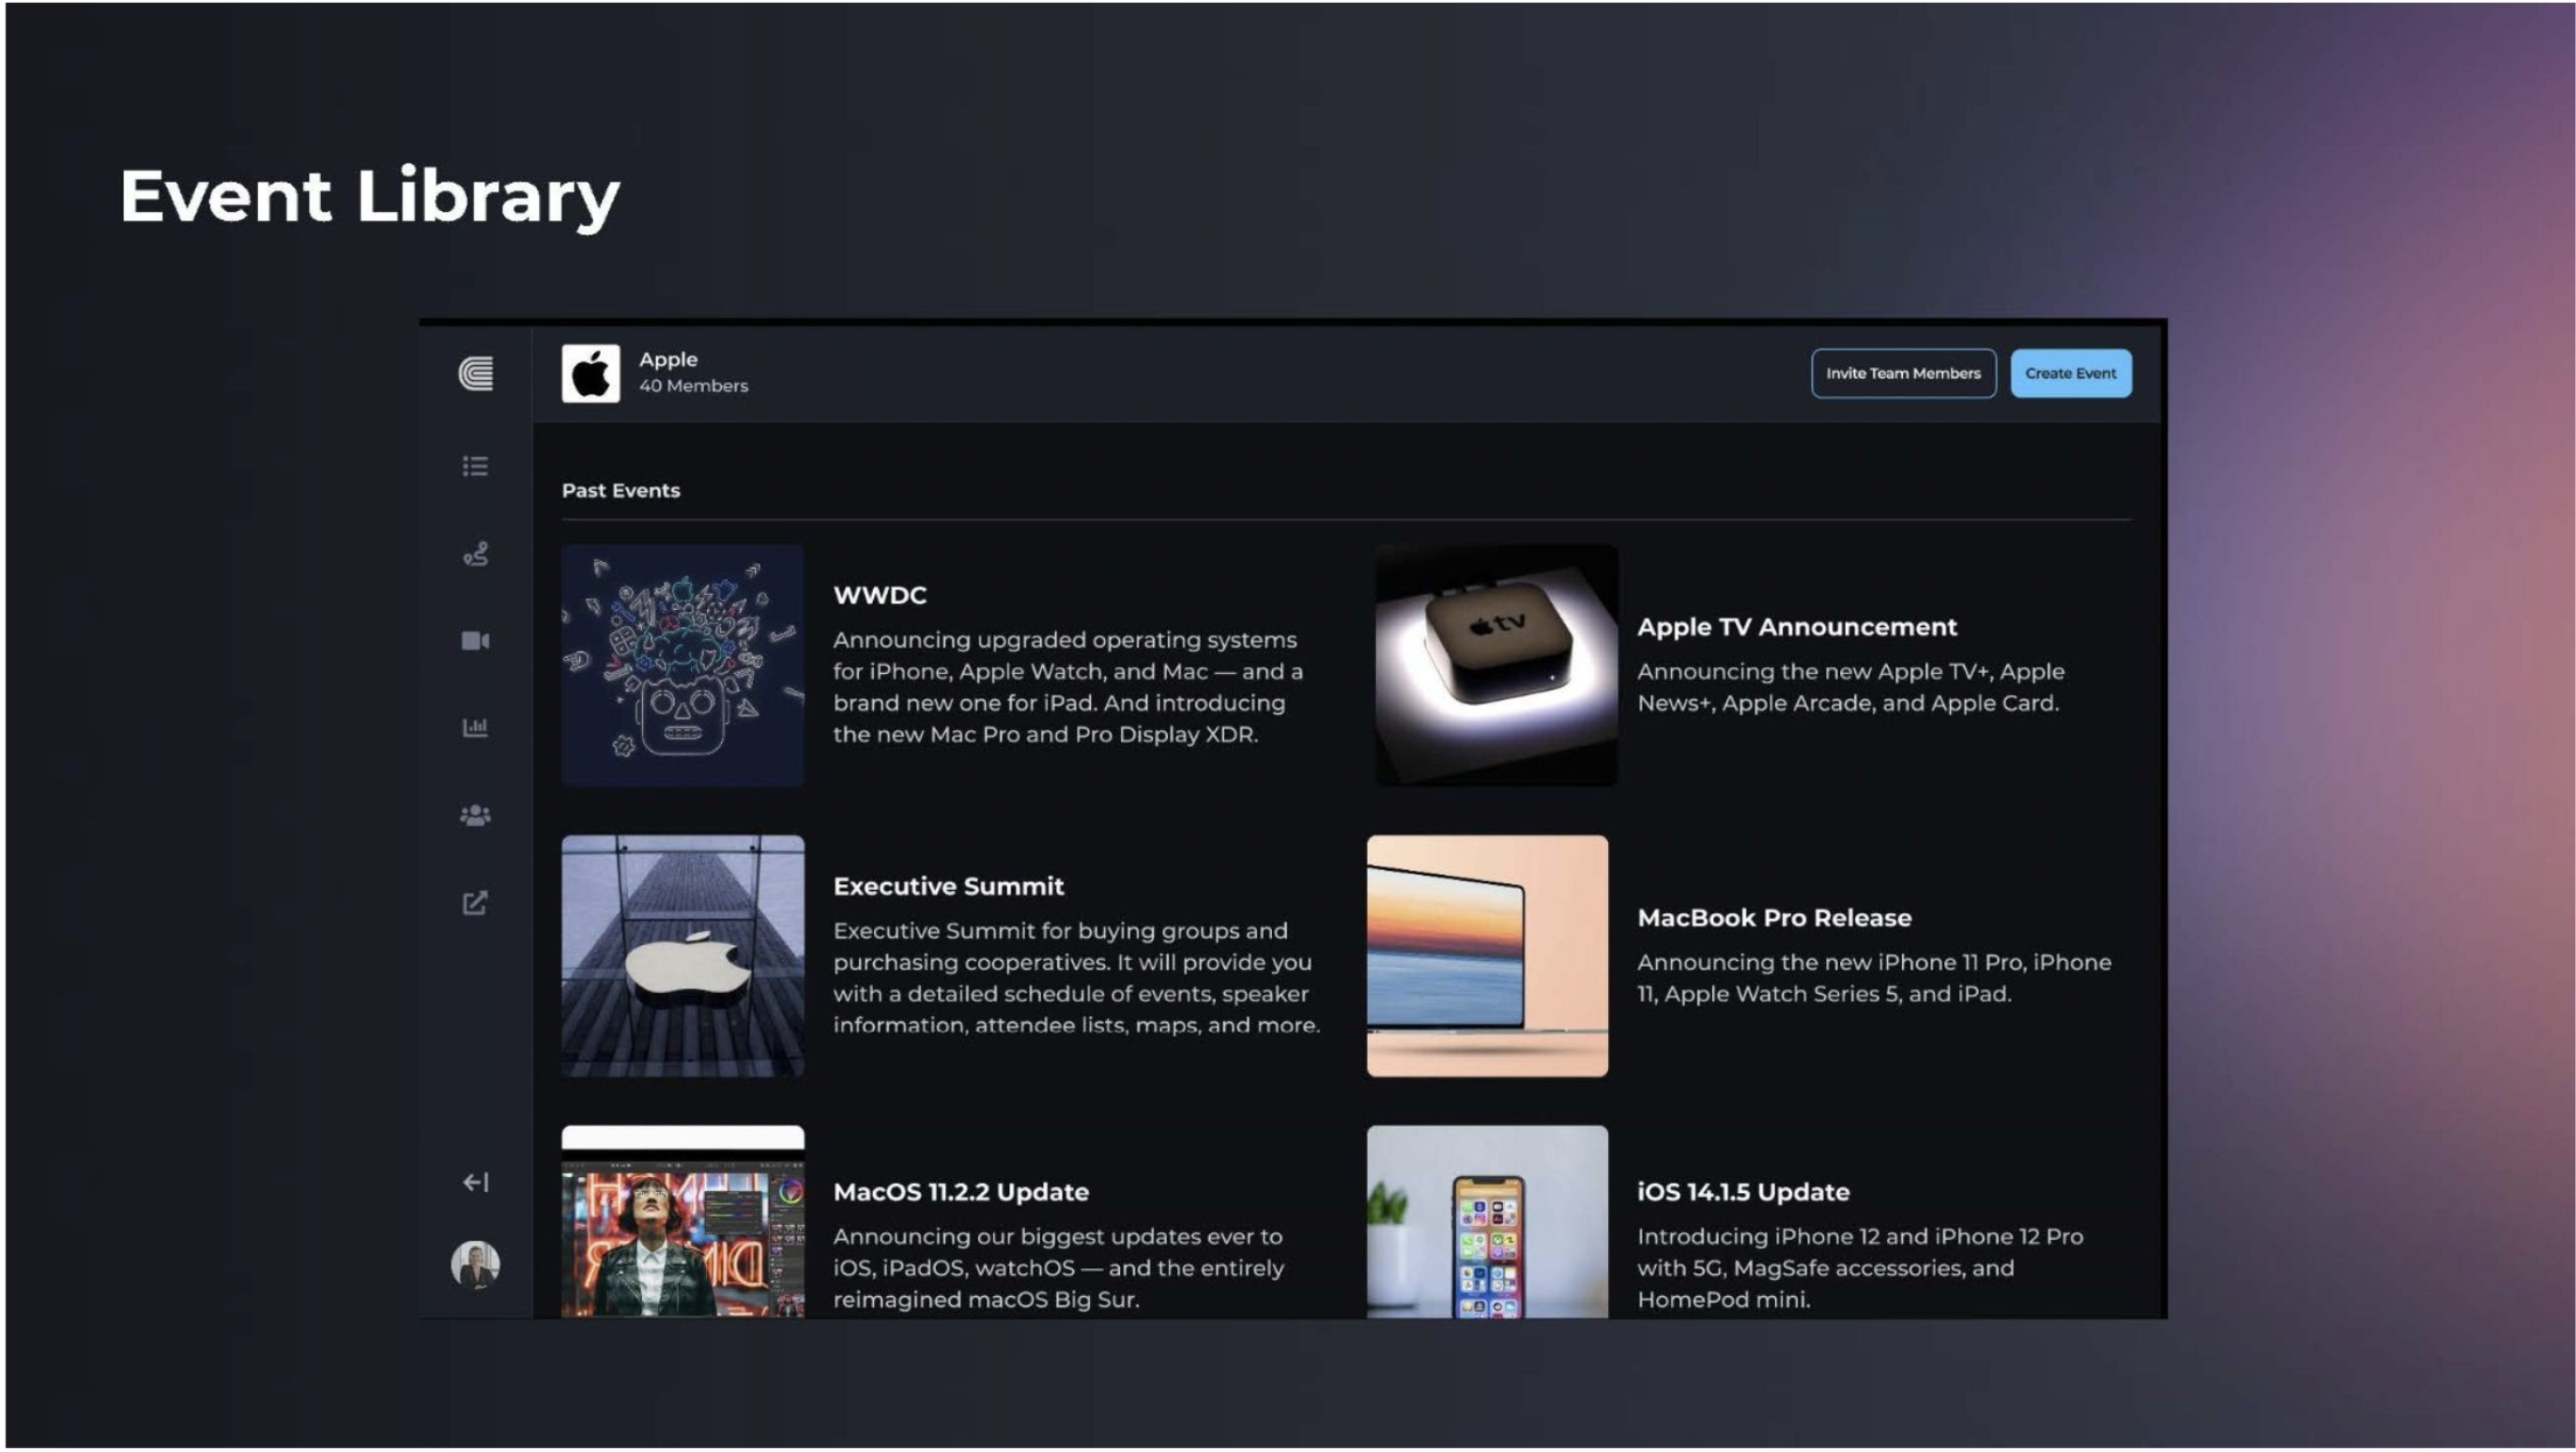 Event Library
Apple
40 Members
Invite Team Members
Create Event
Past Events
WWDC
Announcing upgraded operating systems
for iPhone, Apple Watch, and Mac — and a
brand new one for iPad. And introducing
the new Mac Pro and Pro Display XDR.
tv
Apple TV Announcement
Announcing the new Apple TV+, Apple
News+, Apple Arcade, and Apple Card.
Executive Summit
Executive Summit for buying groups and
purchasing cooperatives. It will provide you
with a detailed schedule of events, speaker
information, attendee lists, maps, and more.
MacBook Pro Release
Announcing the new iPhone 11 Pro, iPhone
11, Apple Watch Series 5, and iPad.
MacOS 11.2.2 Update
Announcing our biggest updates ever to
iOS, iPadOS, watchOS — and the entirely
reimagined macOS Big Sur.
iOS 14.1.5 Update
Introducing iPhone 12 and iPhone 12 Pro
with 5G, MagSafe accessories, and
HomePod mini.